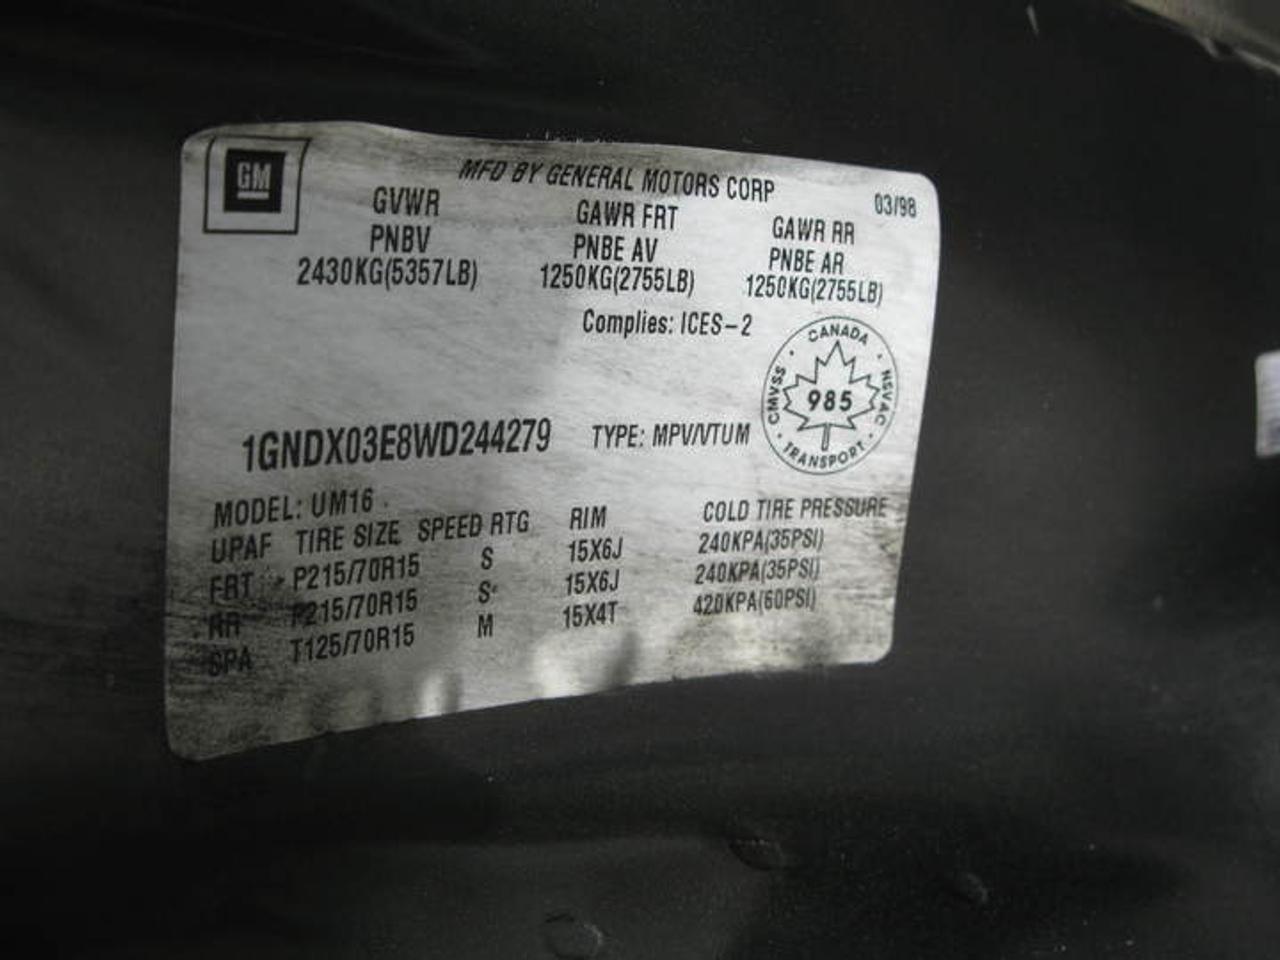 GM
MFD BY GENERAL MOTORS CORP
03/98
GVWR GAWR FRT GAWR RR
PNBV PNBE AV PNBE AR
2430KG(5357LB) 1250KG(2755LB) 1250KG(2755LB)
Complies: ICES-2
CANADA
CMVSS 985 NSVAC
TRANSPORT
1GNDX03E8WD244279 TYPE: MPV/VTUM
MODEL: UM16
UPAF TIRE SIZE SPEED RTG RIM COLD TIRE PRESSURE
FRT P215/70R15 S 15X6J 240KPA(35PSI)
RR P215/70R15 S 15X6J 240KPA(35PSI)
SPA T125/70R15 M 15X4T 420KPA(60PSI)